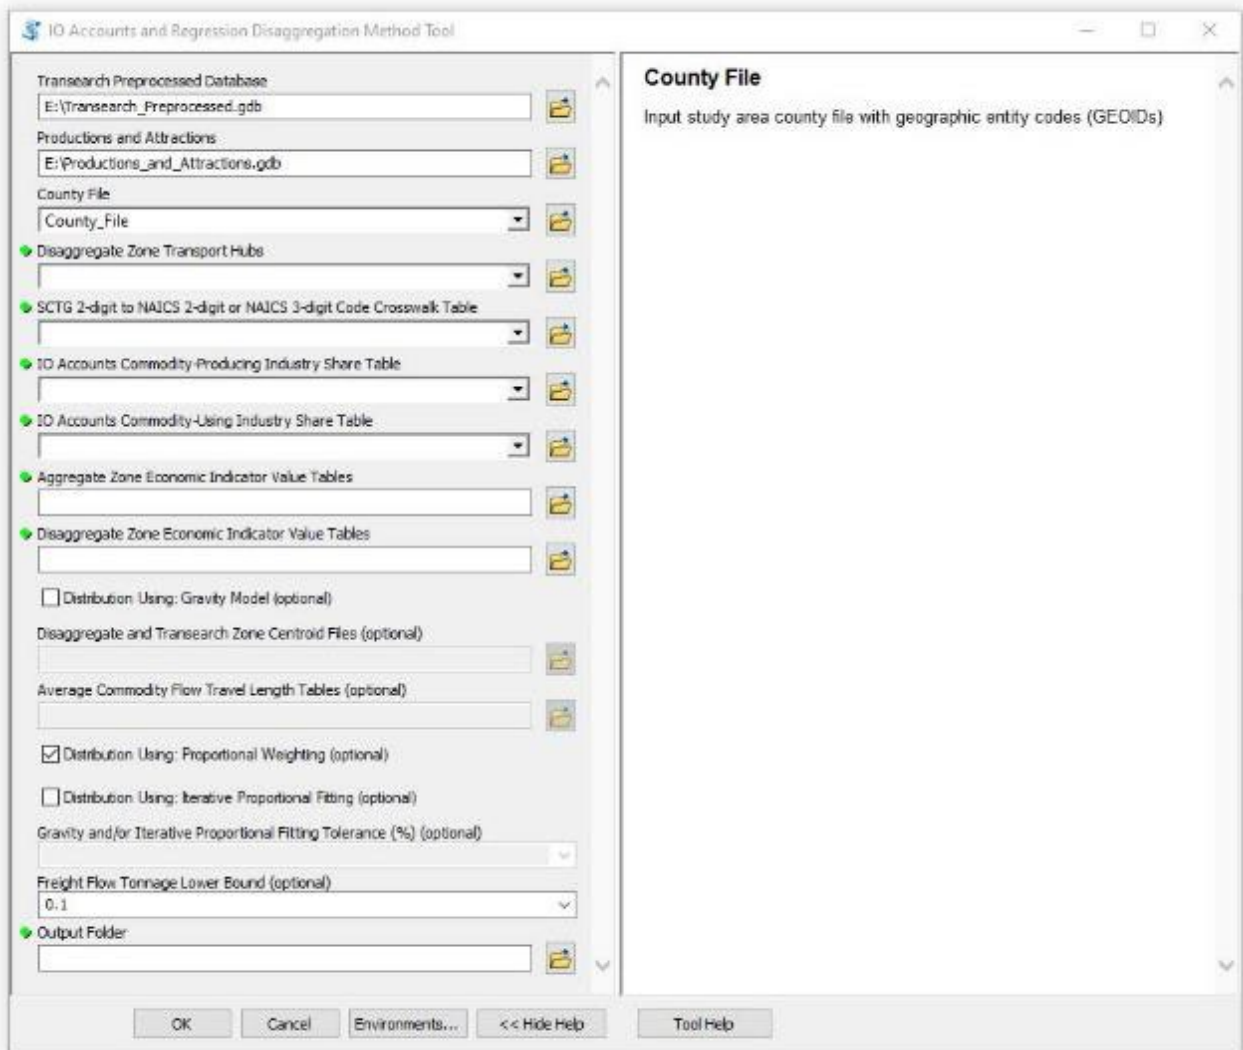 IO Accounts and Regression Disaggregation Method Tool
Transearch Preprocessed Database
E:\Transearch_Preprocessed.gdb
Productions and Attractions
E:\Productions_and_Attractions.gdb
County File
County_File
Disaggregate Zone Transport Hubs
SCTG 2-digit to NAICS 2-digit or NAICS 3-digit Code Crosswalk Table
IO Accounts Commodity-Producing Industry Share Table
IO Accounts Commodity-Using Industry Share Table
Aggregate Zone Economic Indicator Value Tables
Disaggregate Zone Economic Indicator Value Tables
Distribution Using: Gravity Model (optional)
Disaggregate and Transearch Zone Centroid Files (optional)
Average Commodity Flow Travel Length Tables (optional)
Distribution Using: Proportional Weighting (optional)
Distribution Using: Iterative Proportional Fitting (optional)
Gravity and/or Iterative Proportional Fitting Tolerance (%) (optional)
Freight Flow Tonnage Lower Bound (optional)
0.1
Output Folder
County File
Input study area county file with geographic entity codes (GEOIDs)
OK Cancel Environments... << Hide Help Tool Help